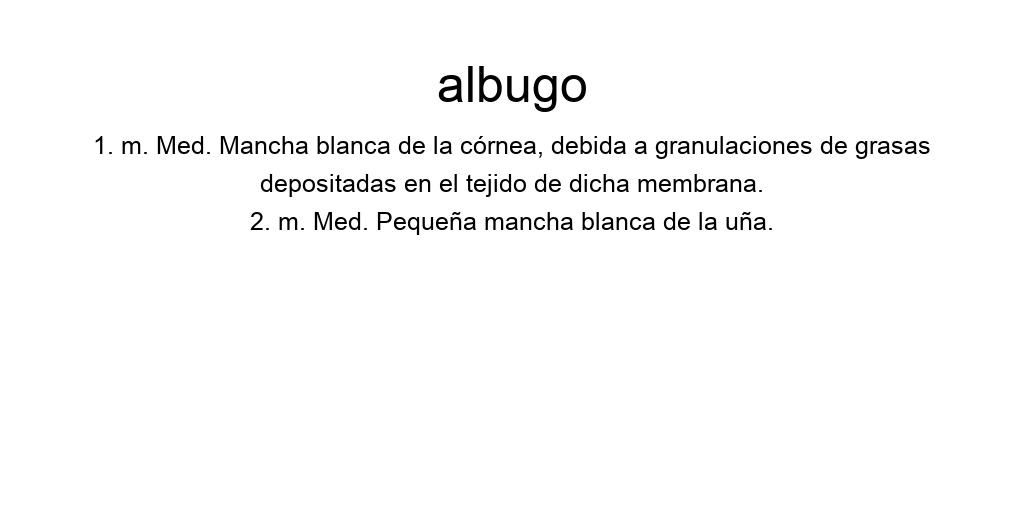 albugo
1. m. Med. Mancha blanca de la córnea, debida a granulaciones de grasas
depositadas en el tejido de dicha membrana.
2. m. Med. Pequeña mancha blanca de la uña.